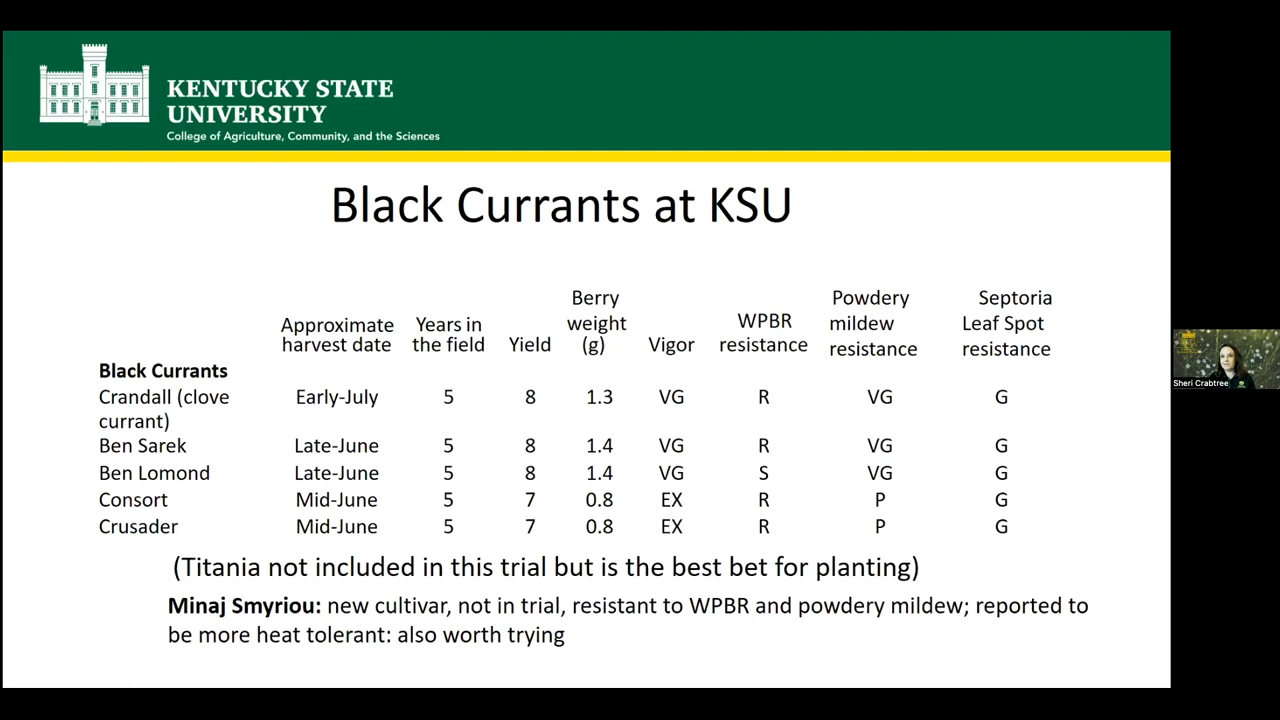 KENTUCKY STATE
UNIVERSITY
College of Agriculture, Community, and the Sciences
Black Currants at KSU
Approximate harvest date Years in the field Yield Berry weight (g) Vigor WPBR resistance Powdery mildew resistance Septoria Leaf Spot resistance
Black Currants
Crandall (clove currant) Early-July 5 8 1.3 VG R VG G
Ben Sarek Late-June 5 8 1.4 VG R VG G
Ben Lomond Late-June 5 8 1.4 VG S VG G
Consort Mid-June 5 7 0.8 EX R P G
Crusader Mid-June 5 7 0.8 EX R P G
(Titania not included in this trial but is the best bet for planting)
Minaj Smyriou: new cultivar, not in trial, resistant to WPBR and powdery mildew; reported to
be more heat tolerant: also worth trying
Sheri Crabtree